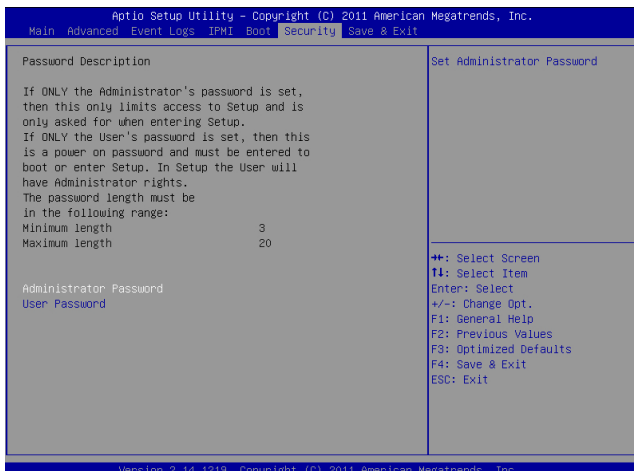 Aptio Setup Utility – Copyright (C) 2011 American Megatrends, Inc.
Main Advanced Event Logs IPMI Boot Security Save & Exit
Password Description
If ONLY the Administrator's password is set,
then this only limits access to Setup and is
only asked for when entering Setup.
If ONLY the User's password is set, then this
is a power on password and must be entered to
boot or enter Setup. In Setup the User will
have Administrator rights.
The password length must be
in the following range:
Minimum length 3
Maximum length 20
Administrator Password
User Password
Set Administrator Password
→←: Select Screen
↑↓: Select Item
Enter: Select
+/-: Change Opt.
F1: General Help
F2: Previous Values
F3: Optimized Defaults
F4: Save & Exit
ESC: Exit
Version 2.14.1219. Copyright (C) 2011 American Megatrends, Inc.